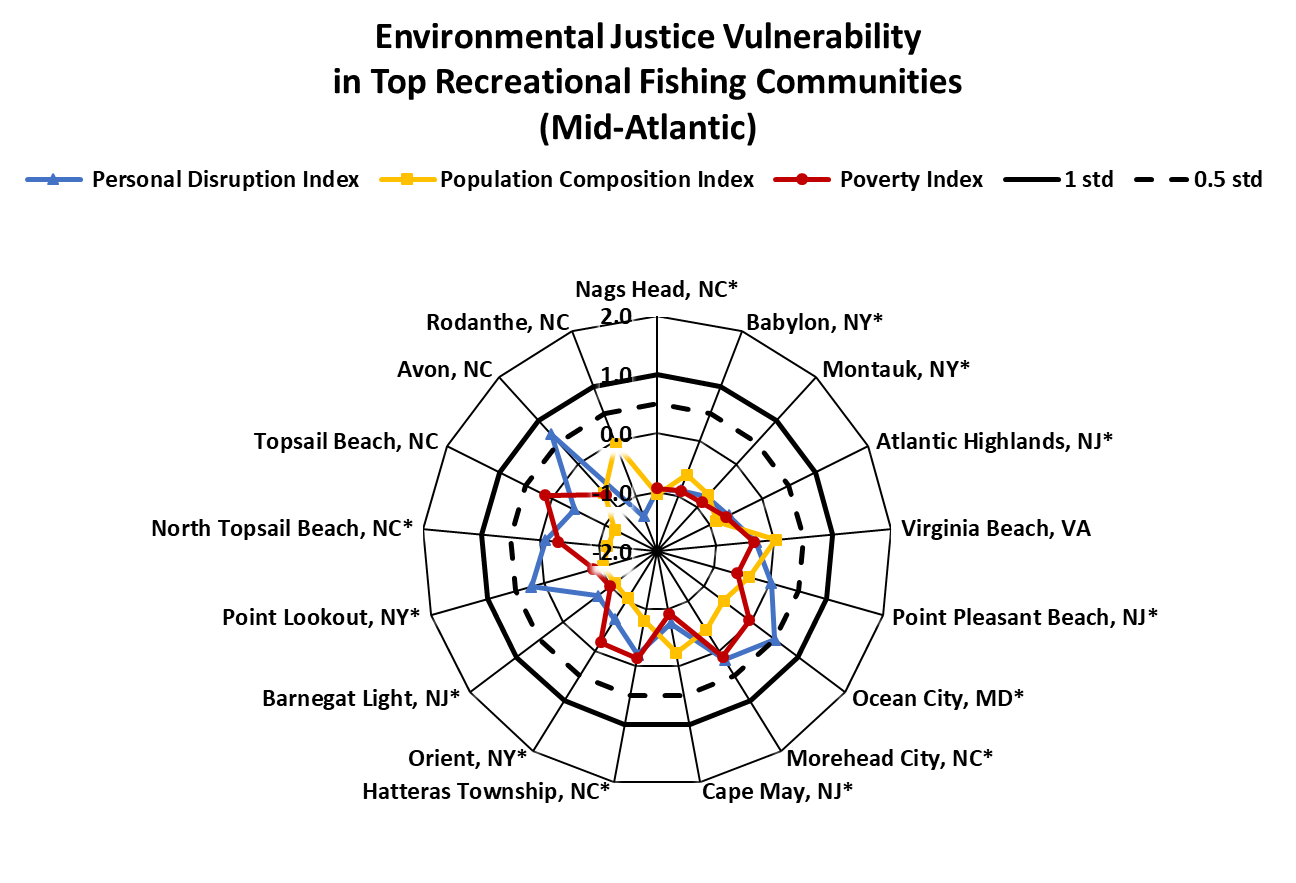 Environmental Justice Vulnerability
in Top Recreational Fishing Communities
(Mid-Atlantic)
Personal Disruption Index
Population Composition Index
Poverty Index
1 std
0.5 std
Nags Head, NC*
Babylon, NY*
Montauk, NY*
Atlantic Highlands, NJ*
Virginia Beach, VA
Point Pleasant Beach, NJ*
Ocean City, MD*
Morehead City, NC*
Cape May, NJ*
Hatteras Township, NC*
Orient, NY*
Barnegat Light, NJ*
Point Lookout, NY*
North Topsail Beach, NC*
Topsail Beach, NC
Avon, NC
Rodanthe, NC
2.0
1.0
0.0
-1.0
-2.0